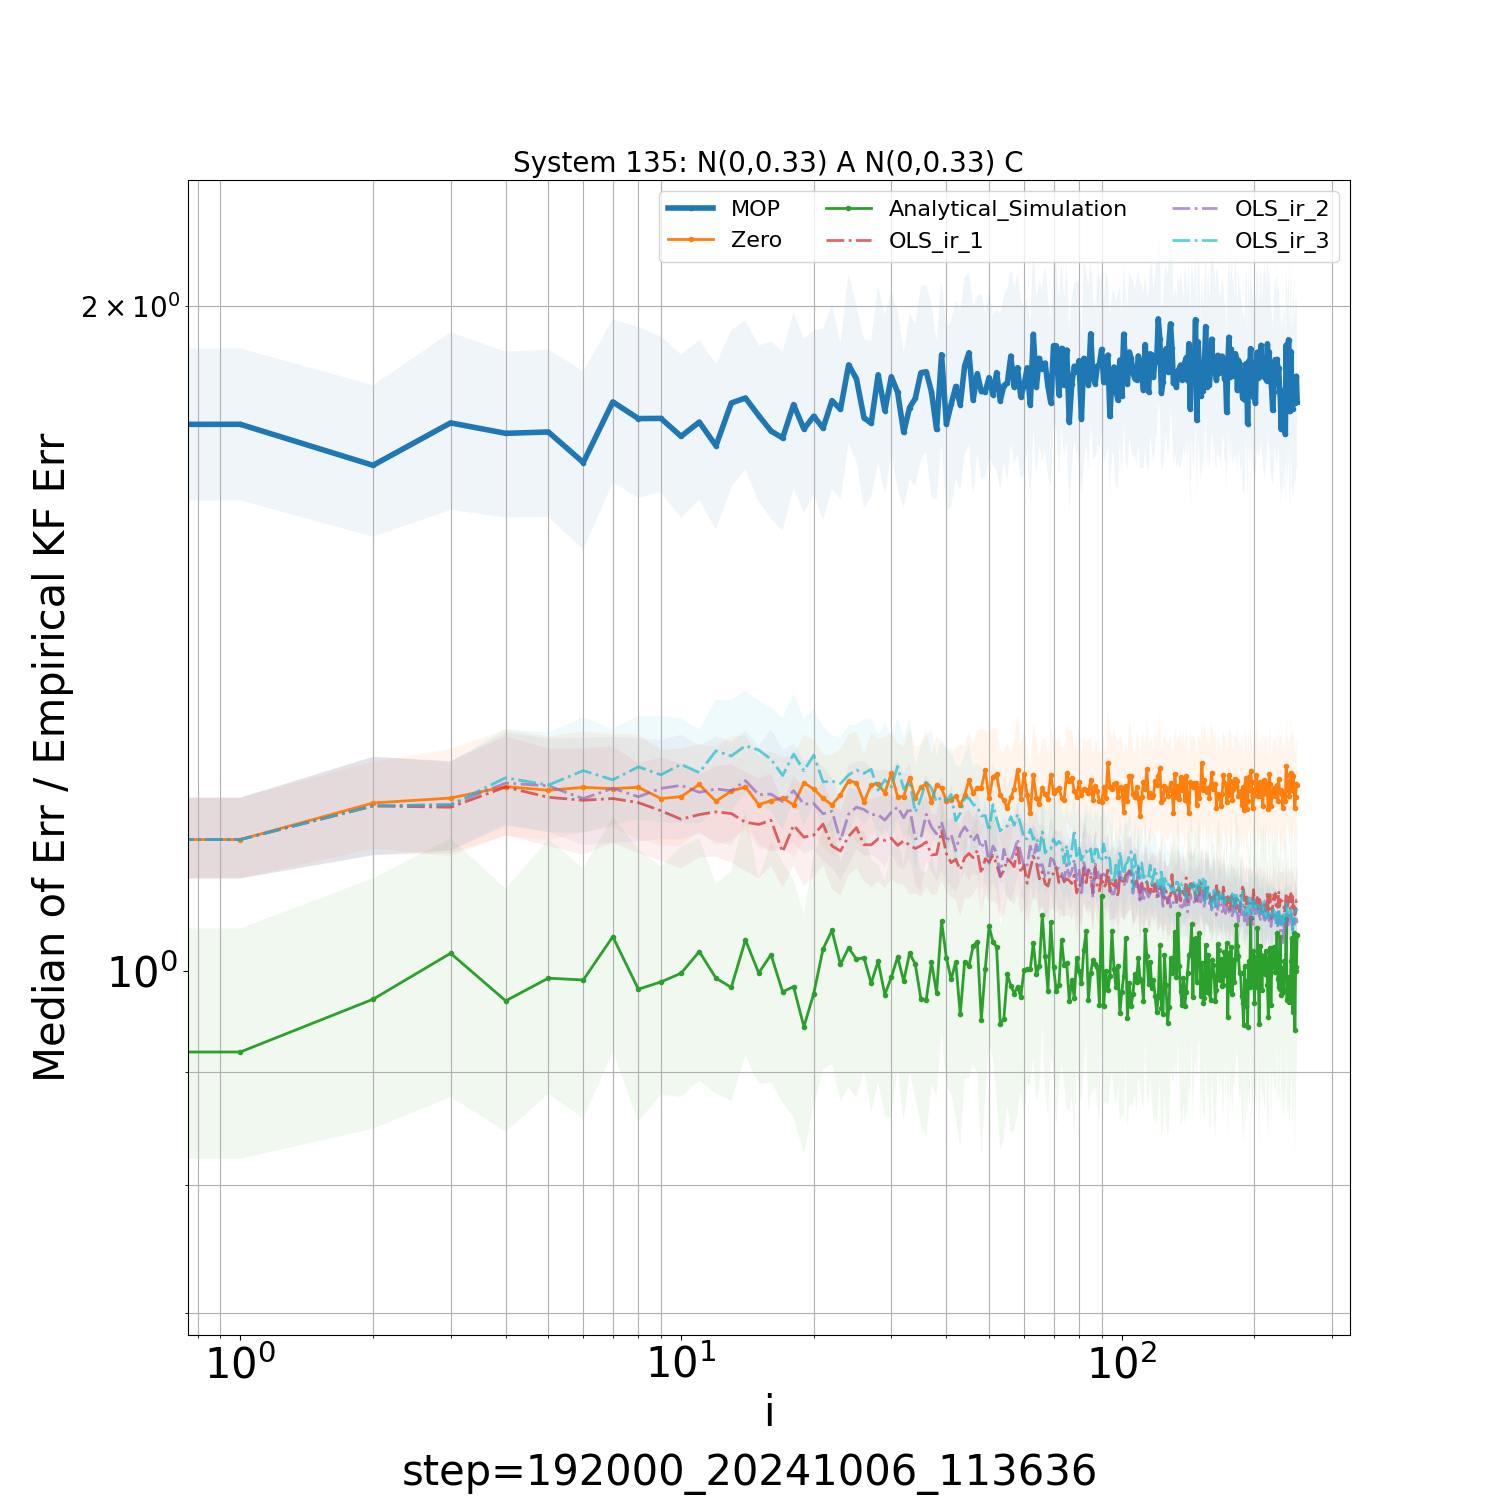 System 135: N(0,0.33) A N(0,0.33) C
MOP
Zero
Analytical_Simulation
OLS_ir_1
OLS_ir_2
OLS_ir_3
2 × 10⁰
10⁰
Median of Err / Empirical KF Err
10⁰ 10¹ 10²
i
step=192000_20241006_113636